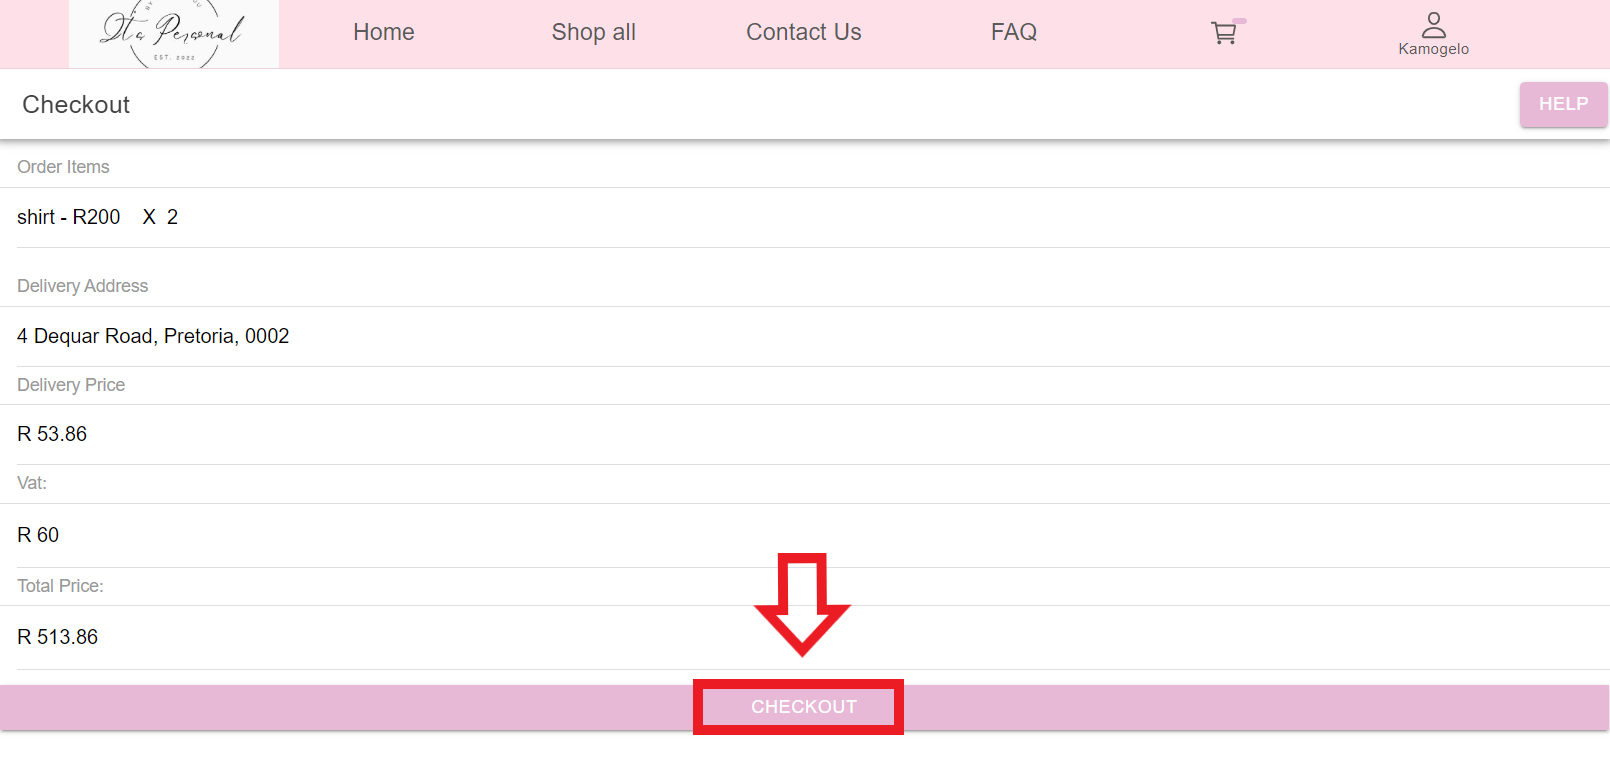 It's Personal
EST. 2022
Home
Shop all
Contact Us
FAQ
Kamogelo
Checkout
HELP
Order Items
shirt - R200 X 2
Delivery Address
4 Dequar Road, Pretoria, 0002
Delivery Price
R 53.86
Vat:
R 60
Total Price:
R 513.86
CHECKOUT